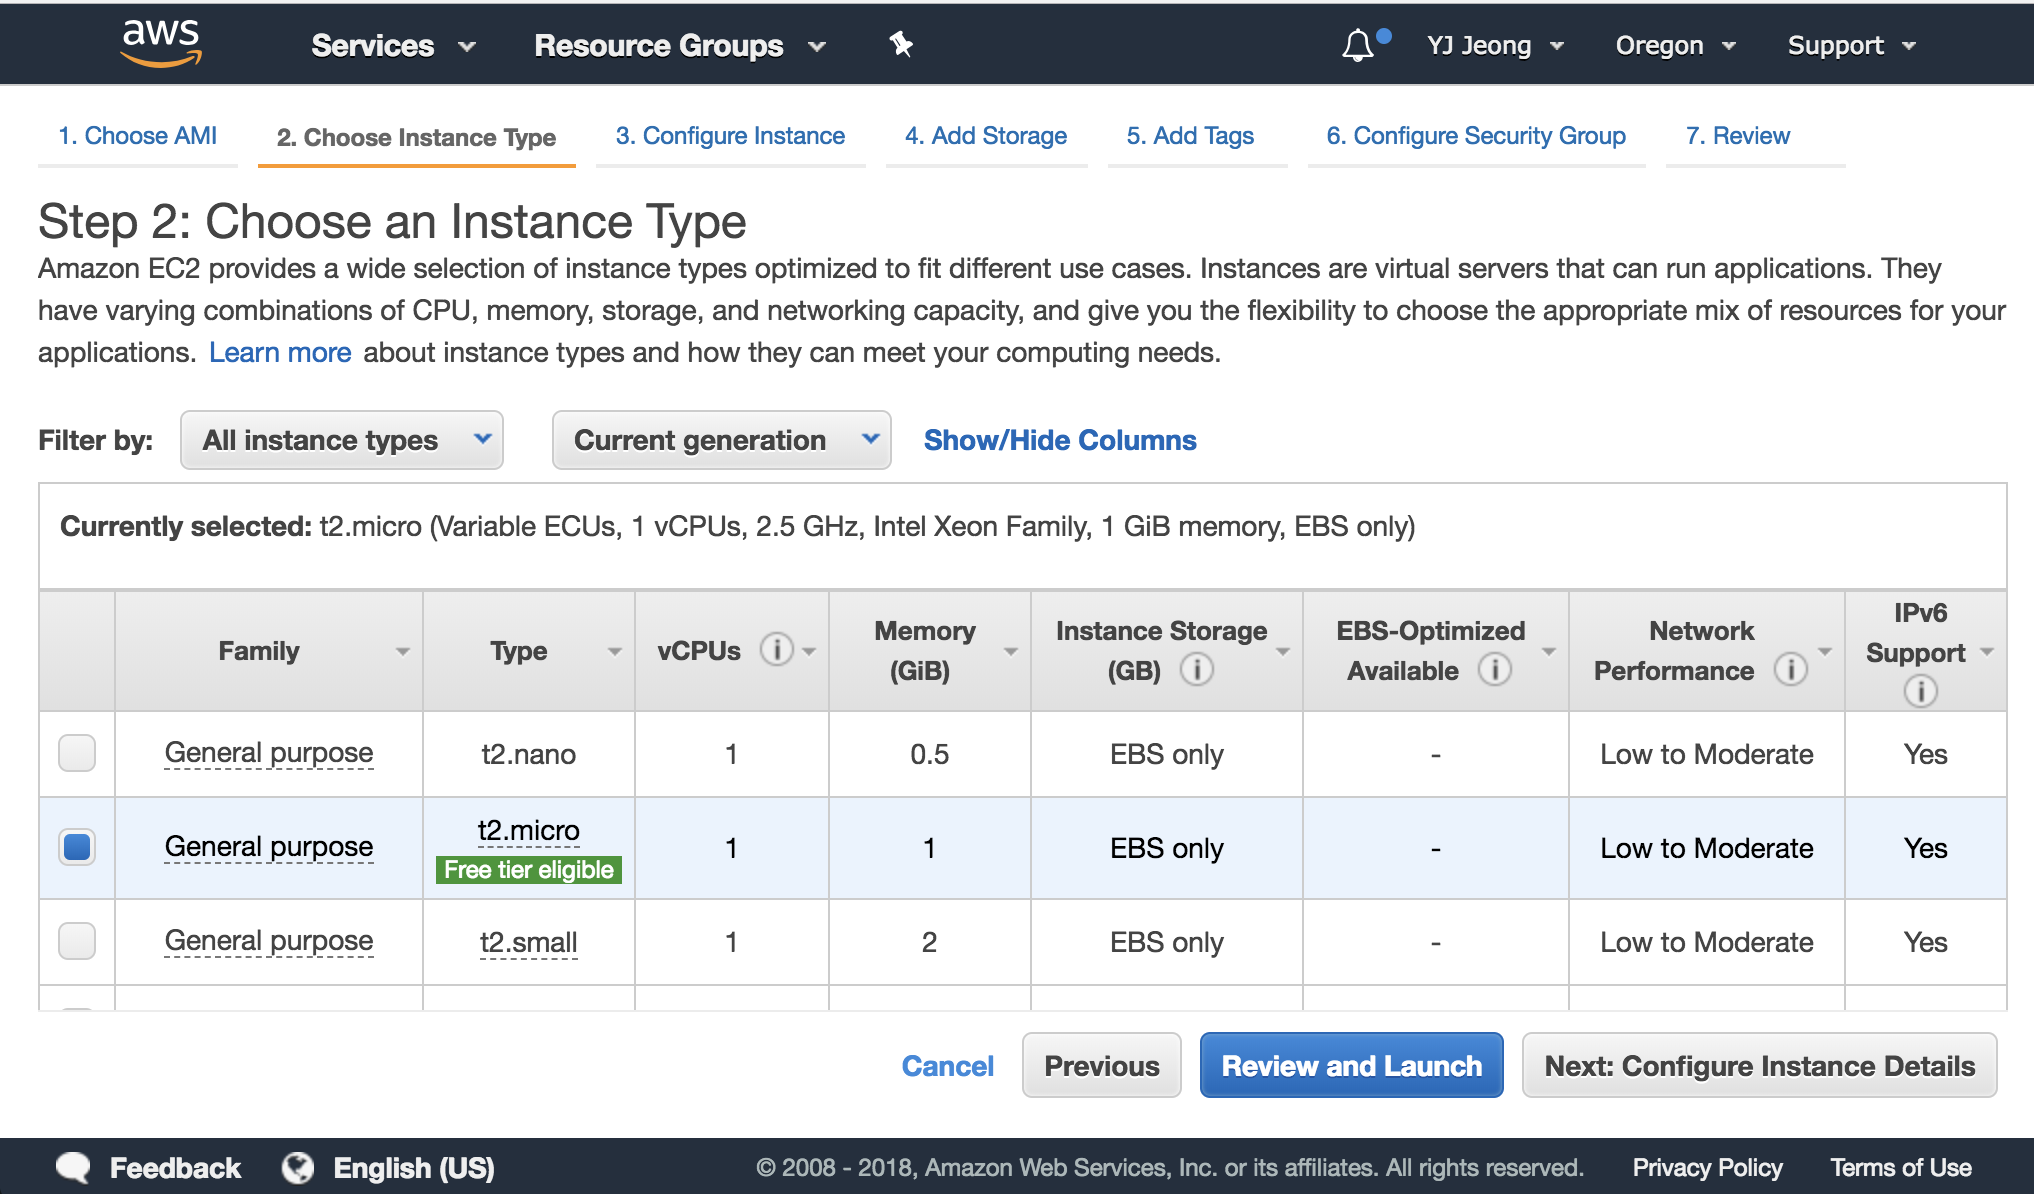 aws Services Resource Groups YJ Jeong Oregon Support
1. Choose AMI 2. Choose Instance Type 3. Configure Instance 4. Add Storage 5. Add Tags 6. Configure Security Group 7. Review
Step 2: Choose an Instance Type
Amazon EC2 provides a wide selection of instance types optimized to fit different use cases. Instances are virtual servers that can run applications. They
have varying combinations of CPU, memory, storage, and networking capacity, and give you the flexibility to choose the appropriate mix of resources for your
applications. Learn more about instance types and how they can meet your computing needs.
Filter by: All instance types Current generation Show/Hide Columns
Currently selected: t2.micro (Variable ECUs, 1 vCPUs, 2.5 GHz, Intel Xeon Family, 1 GiB memory, EBS only)
Family Type vCPUs Memory (GiB) Instance Storage (GB) EBS-Optimized Available Network Performance IPv6 Support
General purpose t2.nano 1 0.5 EBS only - Low to Moderate Yes
General purpose t2.micro 1 1 EBS only - Low to Moderate Yes
Free tier eligible
General purpose t2.small 1 2 EBS only - Low to Moderate Yes
Cancel Previous Review and Launch Next: Configure Instance Details
Feedback English (US) © 2008 - 2018, Amazon Web Services, Inc. or its affiliates. All rights reserved. Privacy Policy Terms of Use